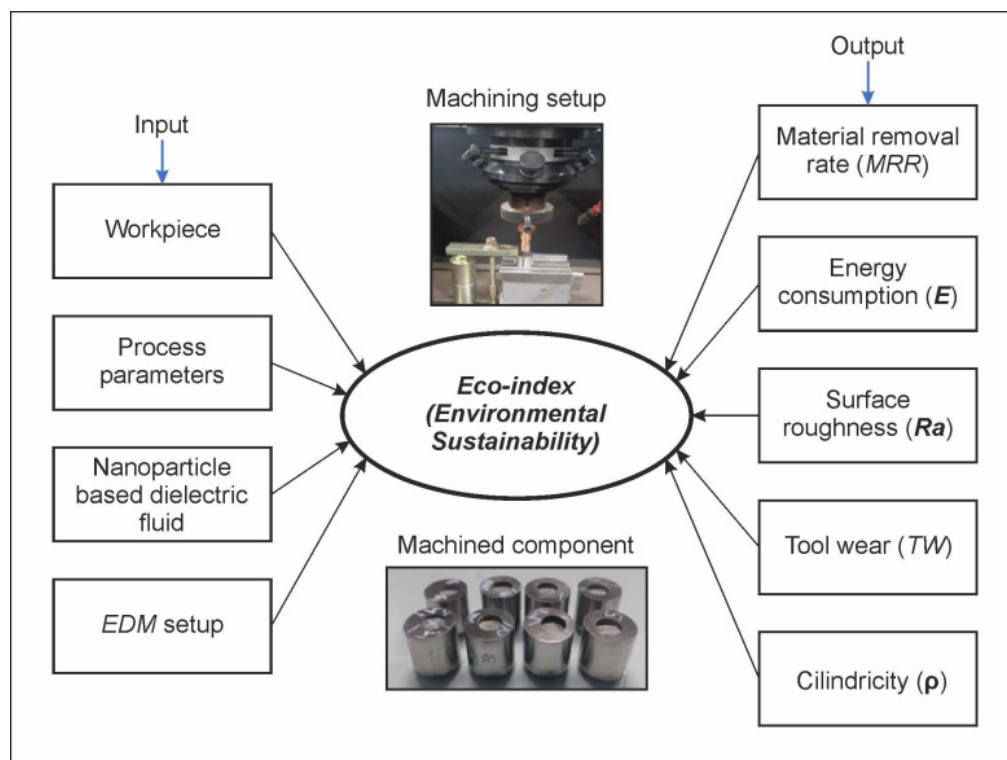 Input
Workpiece
Process
parameters
Nanoparticle
based dielectric
fluid
EDM setup
Machining setup
Eco-index
(Environmental
Sustainability)
Machined component
Output
Material removal
rate (MRR)
Energy
consumption (E)
Surface
roughness (Ra)
Tool wear (TW)
Cilindricity (ρ)